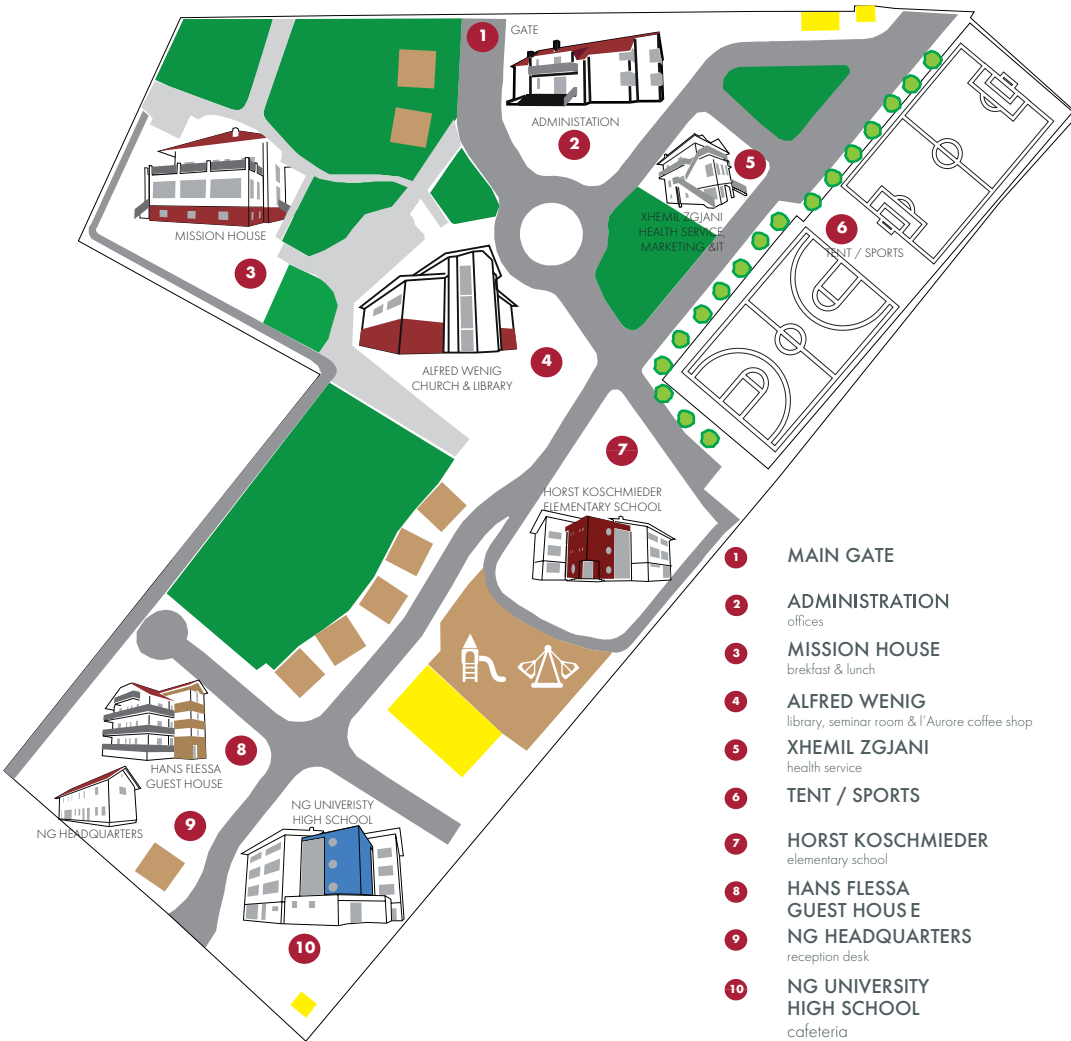 1
GATE
ADMINISTATION
2
5
XHEMIL ZGJANI
HEALTH SERVICE,
MARKETING &IT
MISSION HOUSE
3
6
TENT / SPORTS
4
ALFRED WENIG
CHURCH & LIBRARY
7
HORST KOSCHMIEDER
ELEMENTARY SCHOOL
8
HANS FLESSA
GUEST HOUSE
NG HEADQUARTERS
9
NG UNIVERISTY
HIGH SCHOOL
10
1 MAIN GATE
2 ADMINISTRATION
offices
3 MISSION HOUSE
brekfast & lunch
4 ALFRED WENIG
library, seminar room & l'Aurore coffee shop
5 XHEMIL ZGJANI
health service
6 TENT / SPORTS
7 HORST KOSCHMIEDER
elementary school
8 HANS FLESSA
GUEST HOUS E
9 NG HEADQUARTERS
reception desk
10 NG UNIVERSITY
HIGH SCHOOL
cafeteria